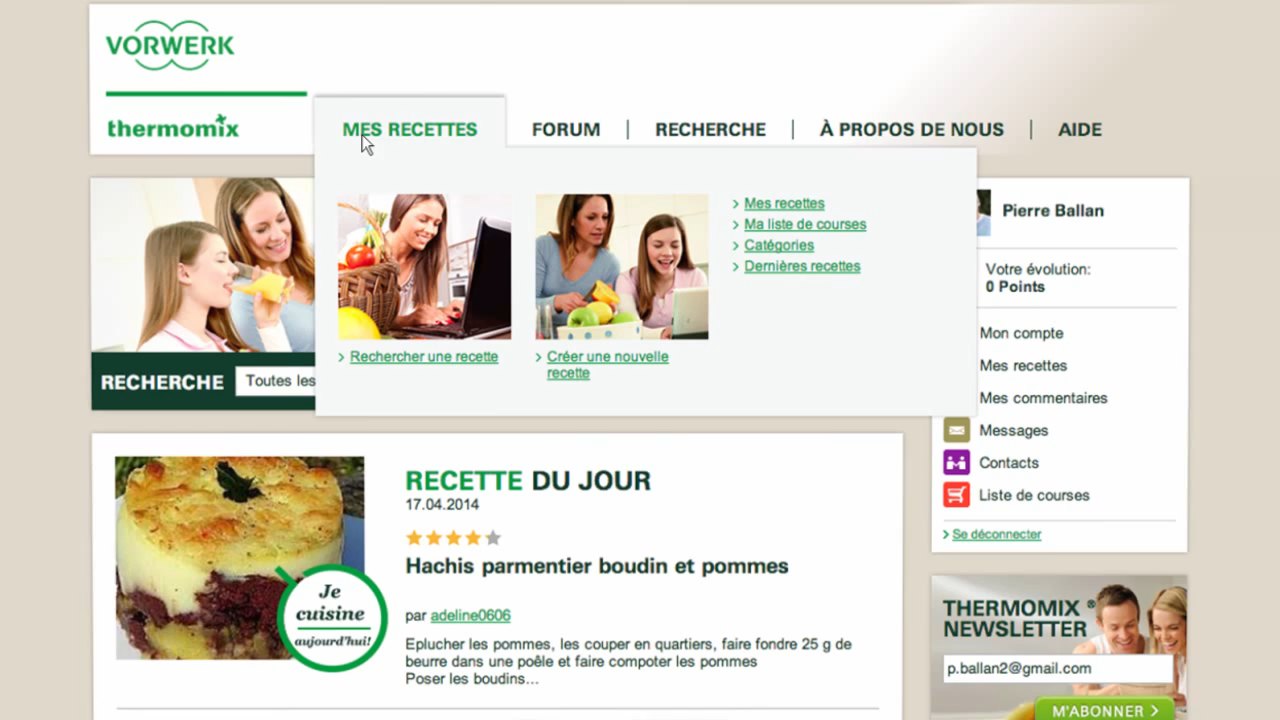 VORWERK
thermomix
MES RECETTES
FORUM | RECHERCHE | À PROPOS DE NOUS | AIDE
> Rechercher une recette
> Créer une nouvelle
recette
> Mes recettes
> Ma liste de courses
> Catégories
> Dernières recettes
RECHERCHE Toutes les
Pierre Ballan
Votre évolution:
0 Points
Mon compte
Mes recettes
Mes commentaires
Messages
Contacts
Liste de courses
> Se déconnecter
RECETTE DU JOUR
17.04.2014
Hachis parmentier boudin et pommes
par adeline0606
Eplucher les pommes, les couper en quartiers, faire fondre 25 g de
beurre dans une poêle et faire compoter les pommes
Poser les boudins...
Je
cuisine
aujourd'hui!
THERMOMIX ®
NEWSLETTER
p.ballan2@gmail.com
M'ABONNER >